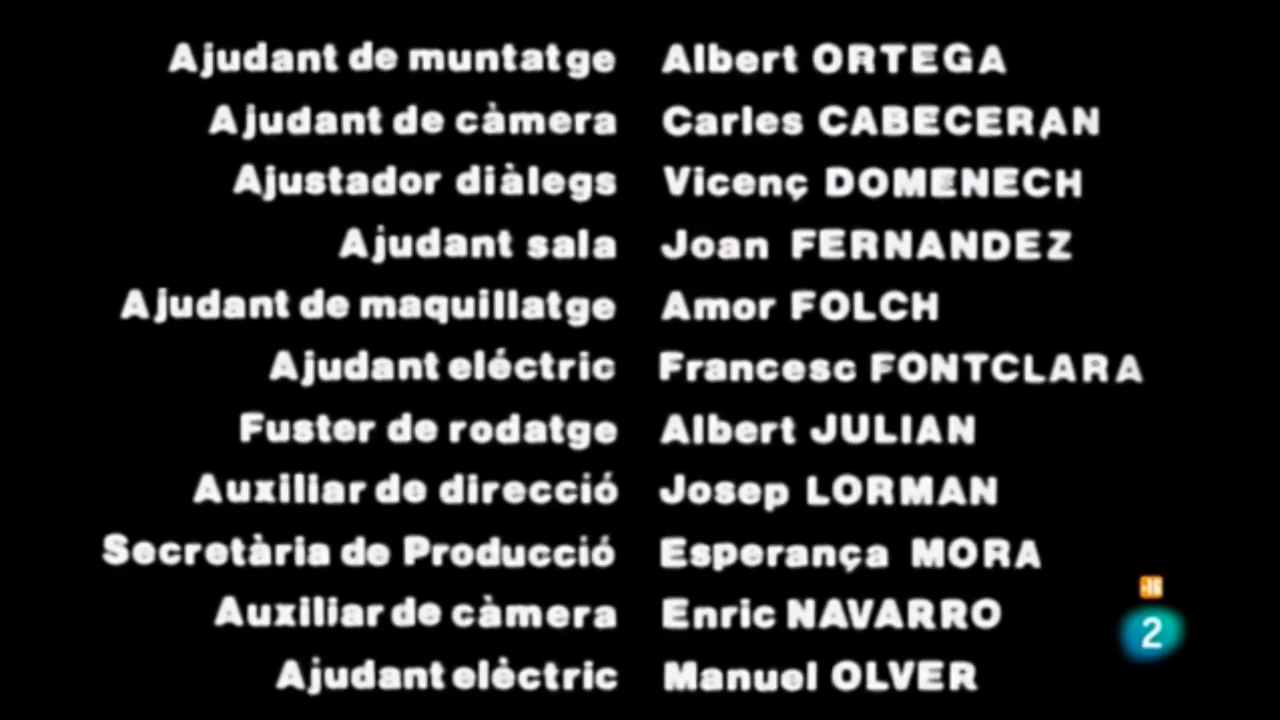 Ajudant de muntatge Albert ORTEGA
Ajudant de càmera Carles CABECERAN
Ajustador diàlegs Vicenç DOMENECH
Ajudant sala Joan FERNANDEZ
Ajudant de maquillatge Amor FOLCH
Ajudant eléctric Francesc FONTCLARA
Fuster de rodatge Albert JULIAN
Auxiliar de direcció Josep LORMAN
Secretària de Producció Esperança MORA
-16
Auxiliar de càmera Enric NAVARRO
2
Ajudant elèctric Manuel OLVER